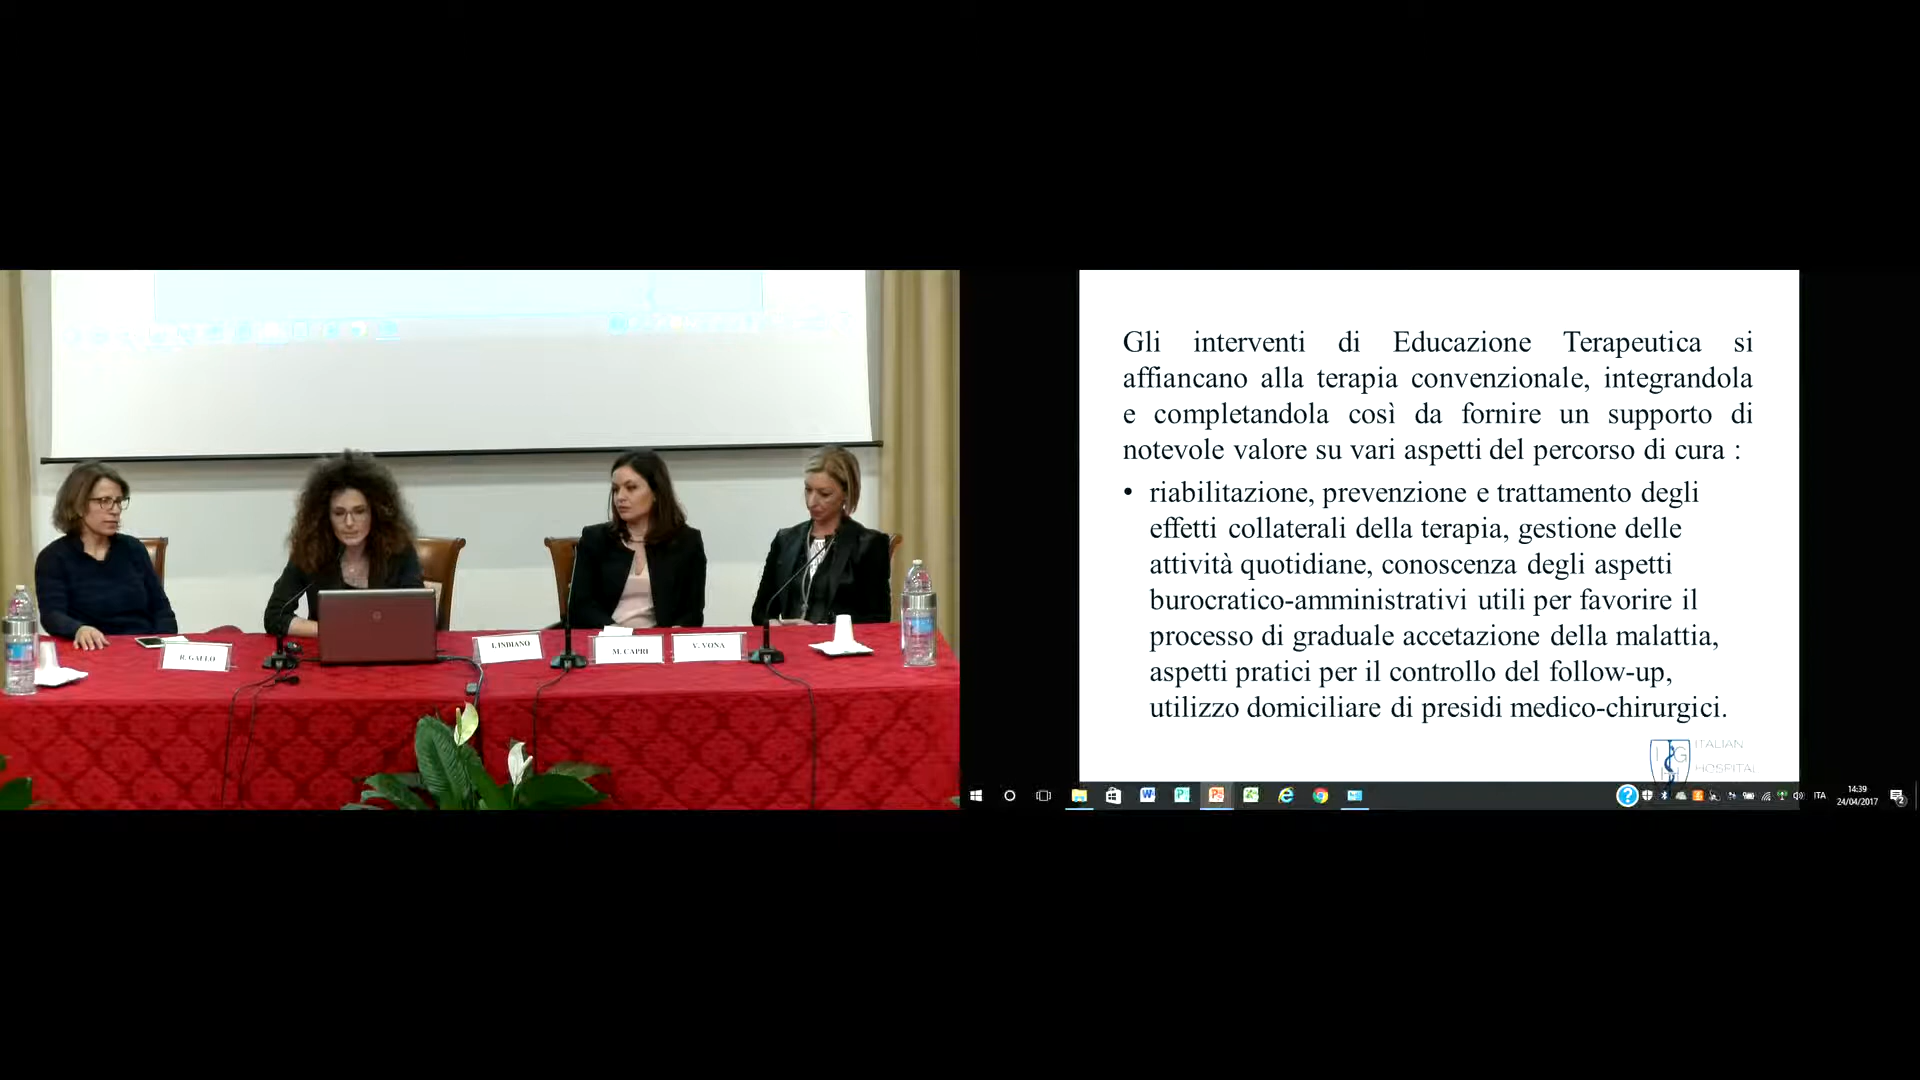 R. GALLO
I. INDIANO
M. CAPRI
V. VONA
Gli interventi di Educazione Terapeutica si
affiancano alla terapia convenzionale, integrandola
e completandola così da fornire un supporto di
notevole valore su vari aspetti del percorso di cura :
• riabilitazione, prevenzione e trattamento degli
effetti collaterali della terapia, gestione delle
attività quotidiane, conoscenza degli aspetti
burocratico-amministrativi utili per favorire il
processo di graduale accetazione della malattia,
aspetti pratici per il controllo del follow-up,
utilizzo domiciliare di presidi medico-chirurgici.
ITALIAN
HOSPITAL
ITA
14:39
24/04/2017
2